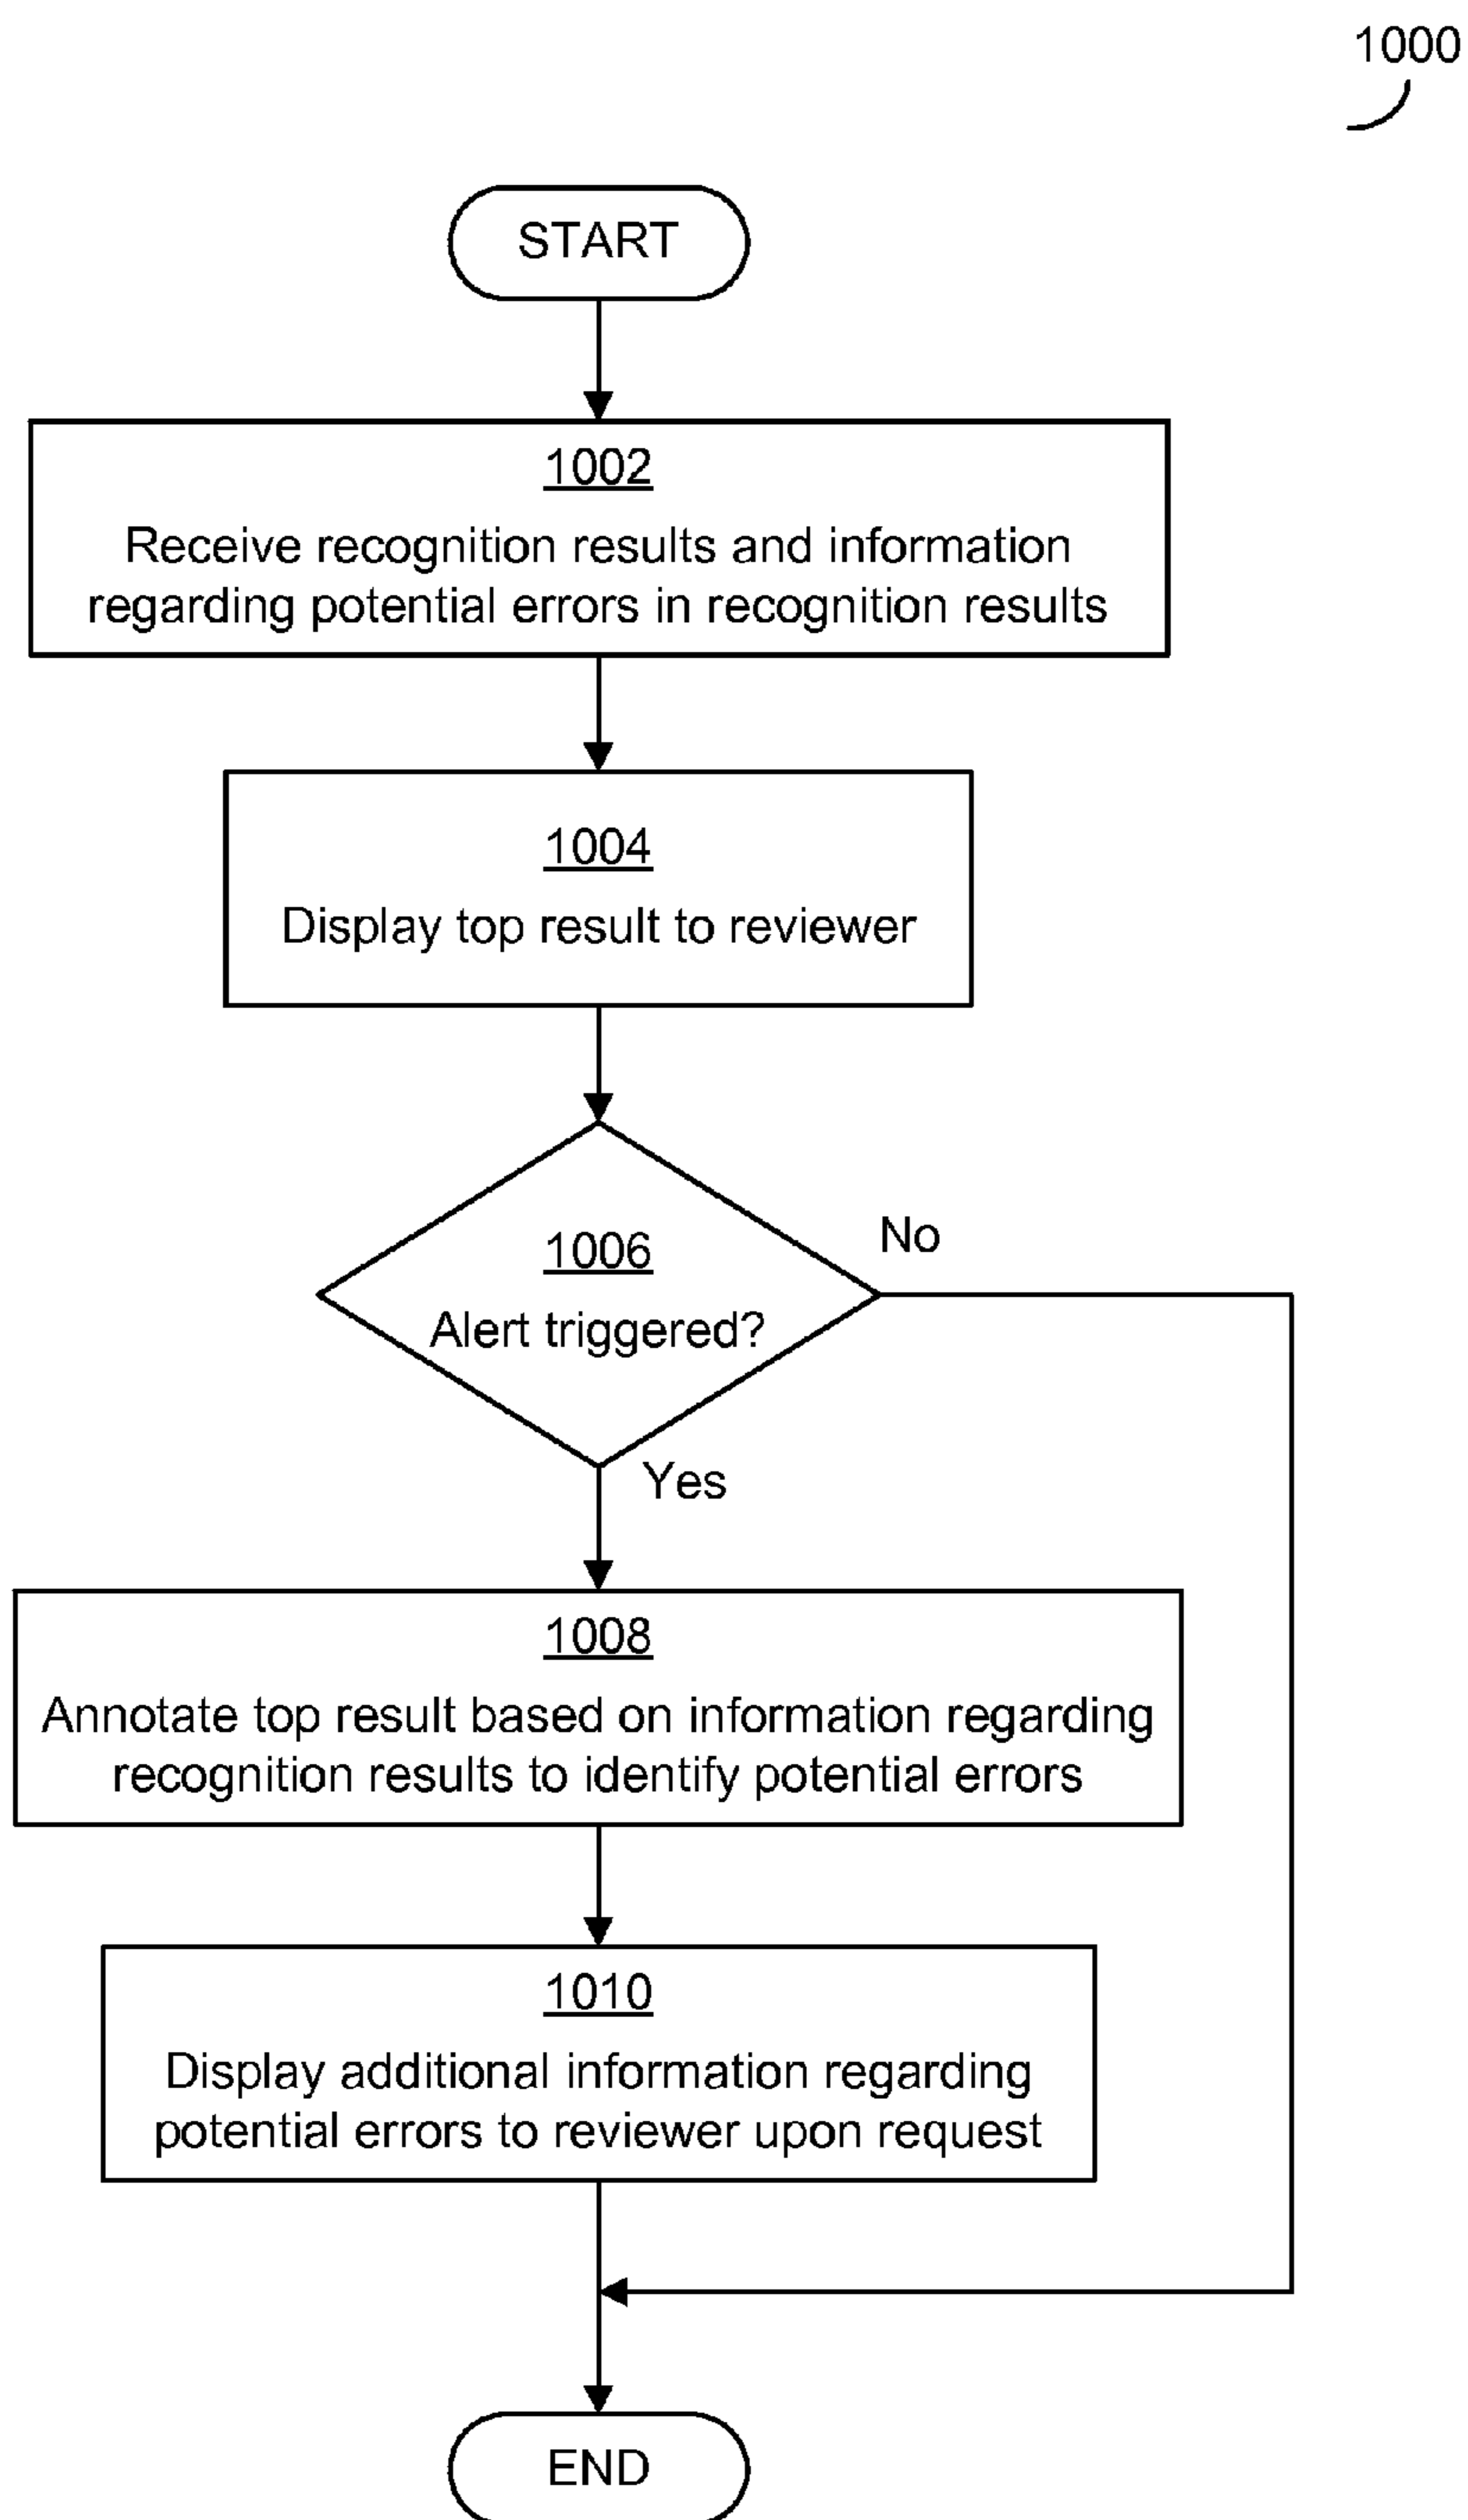 1000
START
1002
Receive recognition results and information
regarding potential errors in recognition results
1004
Display top result to reviewer
1006
Alert triggered?
No
Yes
1008
Annotate top result based on information regarding
recognition results to identify potential errors
1010
Display additional information regarding
potential errors to reviewer upon request
END